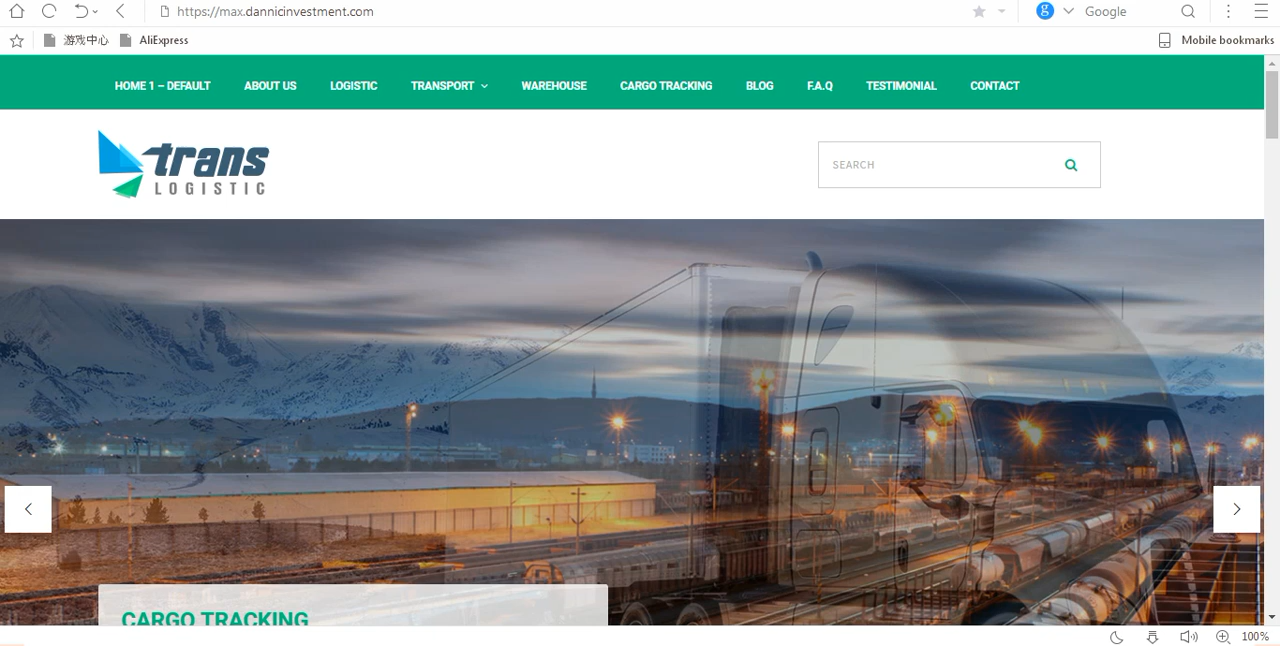 https://max.dannicinvestment.com
Google
游戏中心 AliExpress
Mobile bookmarks
HOME 1 – DEFAULT ABOUT US LOGISTIC TRANSPORT WAREHOUSE CARGO TRACKING BLOG F.A.Q TESTIMONIAL CONTACT
trans
LOGISTIC
SEARCH
CARGO TRACKING
100%